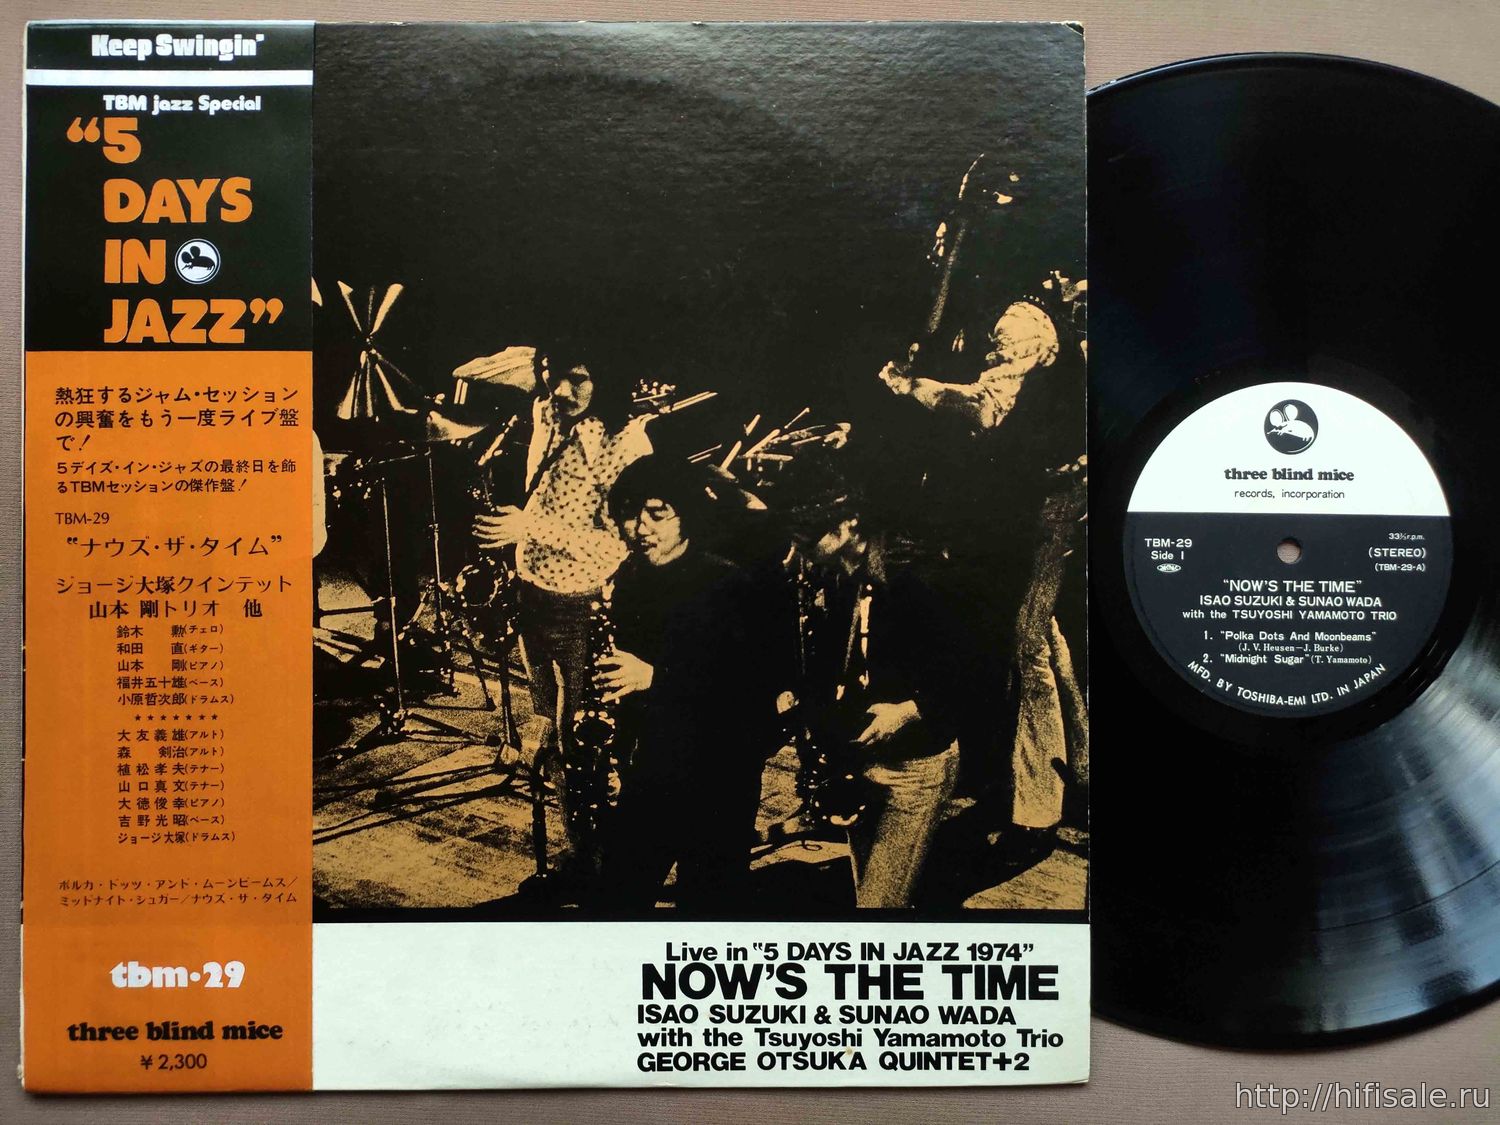 Keep Swingin'
TBM jazz Special
“5
DAYS
IN
JAZZ”
熱狂するジャム・セッション
の興奮をもう一度ライブ盤
で!
5デイズ・イン・ジャズの最終日を飾
るTBMセッションの傑作盤!
TBM-29
“ナウズ・ザ・タイム”
ジョージ大塚クインテット
山本 剛トリオ 他
鈴木 勲(チェロ)
和田 直(ギター)
山本 剛(ピアノ)
福井五十雄(ベース)
小原哲次郎(ドラムス)
★★★★★★★
大友義雄(アルト)
森 剣治(アルト)
植松孝夫(テナー)
山口真文(テナー)
大徳俊幸(ピアノ)
吉野光昭(ベース)
ジョージ大塚(ドラムス)
ポルカ・ドッツ・アンド・ムーンビームス/
ミッドナイト・シュガー/ナウズ・ザ・タイム
tbm•29
three blind mice
¥2,300
Live in “5 DAYS IN JAZZ 1974”
NOW'S THE TIME
ISAO SUZUKI & SUNAO WADA
with the Tsuyoshi Yamamoto Trio
GEORGE OTSUKA QUINTET+2
three blind mice
records, incorporation
TBM-29
Side 1
33⅓r.p.m.
(STEREO)
(TBM-29-A)
“NOW'S THE TIME”
ISAO SUZUKI & SUNAO WADA
with the TSUYOSHI YAMAMOTO TRIO
1. “Polka Dots And Moonbeams”
(J. V. Heusen—J. Burke)
2. “Midnight Sugar” (T. Yamamoto)
MFD. BY TOSHIBA-EMI LTD. IN JAPAN
http://hifisale.ru